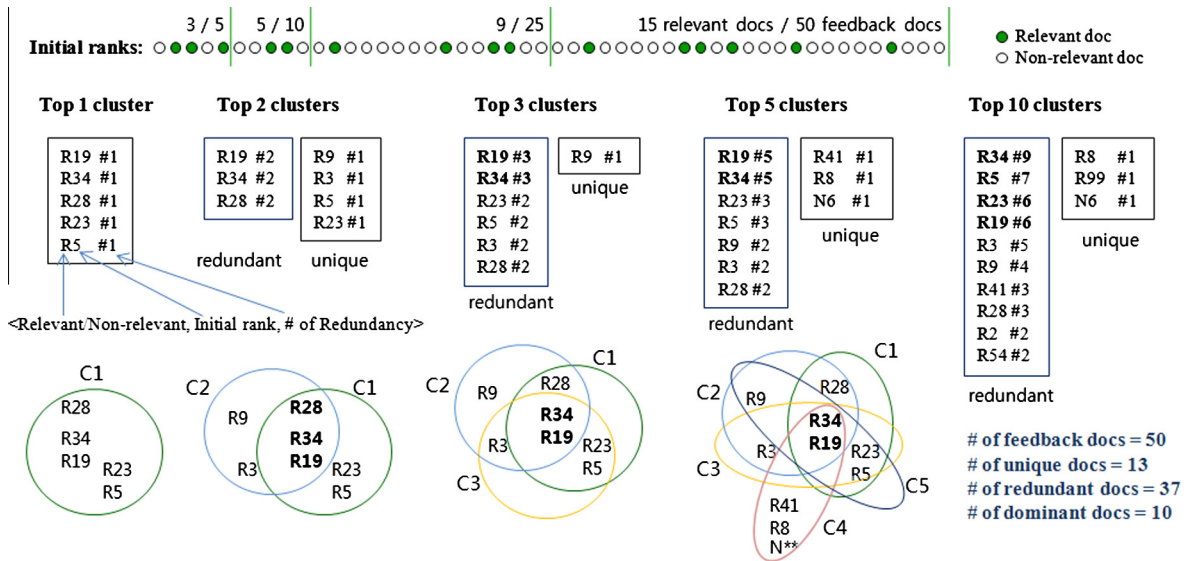 3 / 5 5 / 10 9 / 25 15 relevant docs / 50 feedback docs
Initial ranks:
Relevant doc
Non-relevant doc
Top 1 cluster
R19 #1
R34 #1
R28 #1
R23 #1
R5 #1
Top 2 clusters
R19 #2
R34 #2
R28 #2
redundant
R9 #1
R3 #1
R5 #1
R23 #1
unique
Top 3 clusters
R19 #3
R34 #3
R23 #2
R5 #2
R3 #2
R28 #2
redundant
R9 #1
unique
Top 5 clusters
R19 #5
R34 #5
R23 #3
R5 #3
R9 #2
R3 #2
R28 #2
redundant
R41 #1
R8 #1
N6 #1
unique
Top 10 clusters
R34 #9
R5 #7
R23 #6
R19 #6
R3 #5
R9 #4
R41 #3
R28 #3
R2 #2
R54 #2
redundant
R8 #1
R99 #1
N6 #1
unique
<Relevant/Non-relevant, Initial rank, # of Redundancy>
C1
R28
R34
R19
R23
R5
C2
C1
R9
R28
R34
R19
R3
R23
R5
C2
C1
R9
R28
R34
R19
R3
R23
R5
C3
C1
C2
R9
R28
R34
R19
R3
R23
R5
C3
C5
R41
R8
N**
C4
# of feedback docs = 50
# of unique docs = 13
# of redundant docs = 37
# of dominant docs = 10